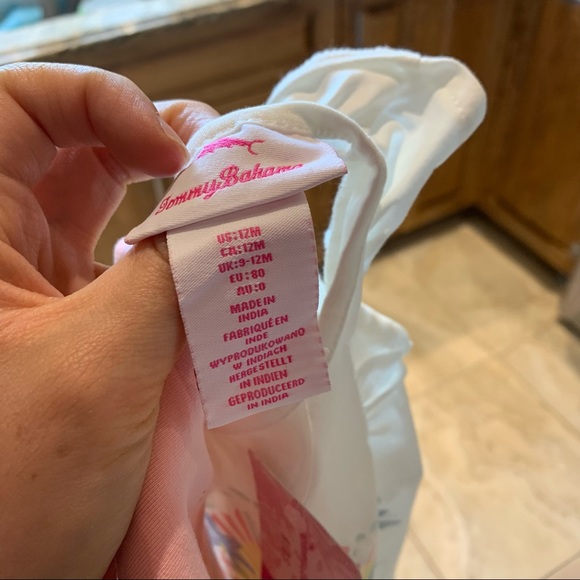 Tommy Bahama
US:12M
CA:12M
UK:9-12M
EU:80
AU:0
MADE IN
INDIA
FABRIQUÉ EN
INDE
WYPRODUKOWANO
W INDIACH
HERGESTELLT
IN INDIEN
GEPRODUCEERD
IN INDIA